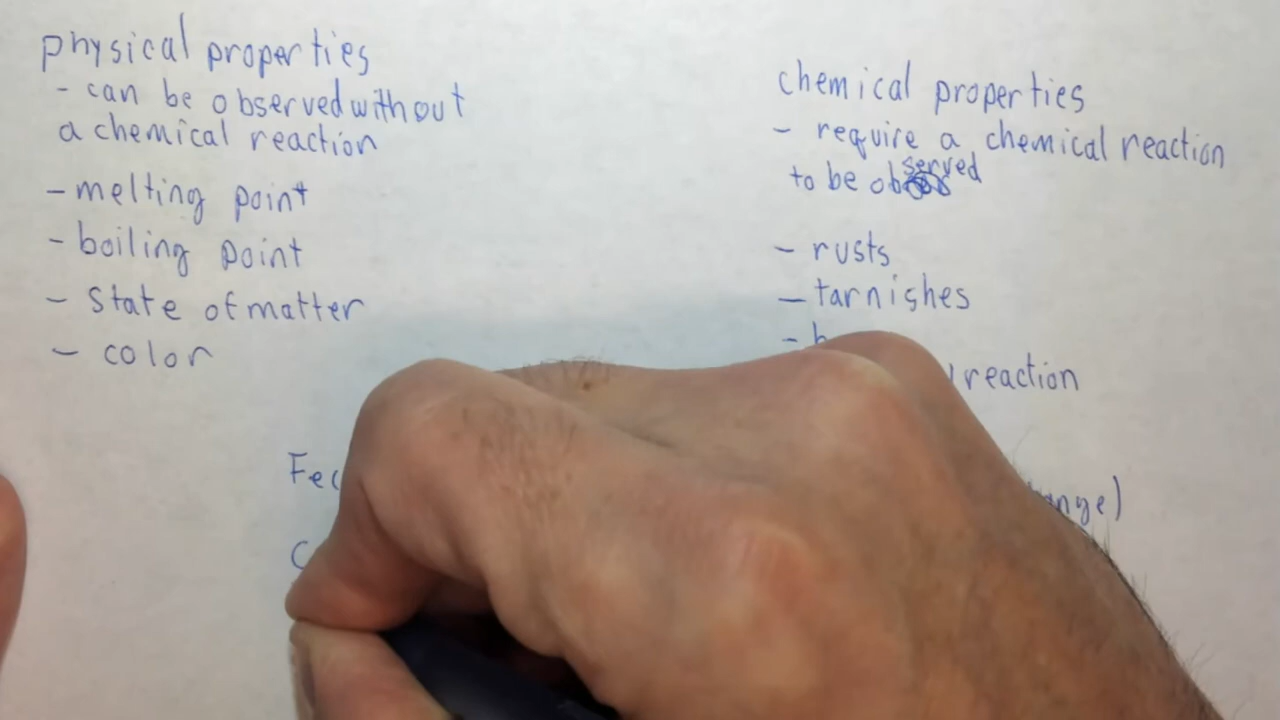 physical properties
- can be observed without
a chemical reaction
- melting point
- boiling point
- state of matter
- color
chemical properties
- require a chemical reaction
to be observed
- rusts
- tarnishes
reaction